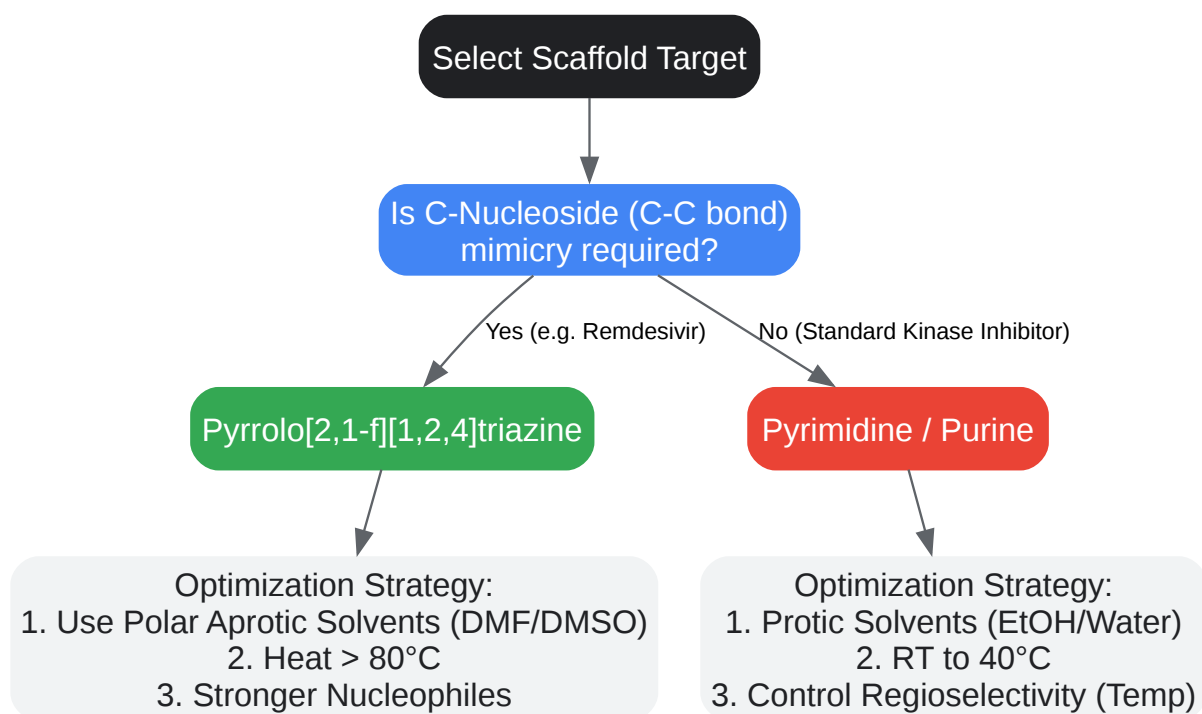 Select Scaffold Target
Is C-Nucleoside (C-C bond)
mimicry required?
Yes (e.g. Remdesivir)
No (Standard Kinase Inhibitor)
Pyrrolo[2,1-f][1,2,4]triazine
Pyrimidine / Purine
Optimization Strategy:
1. Use Polar Aprotic Solvents (DMF/DMSO)
2. Heat > 80°C
3. Stronger Nucleophiles
Optimization Strategy:
1. Protic Solvents (EtOH/Water)
2. RT to 40°C
3. Control Regioselectivity (Temp)